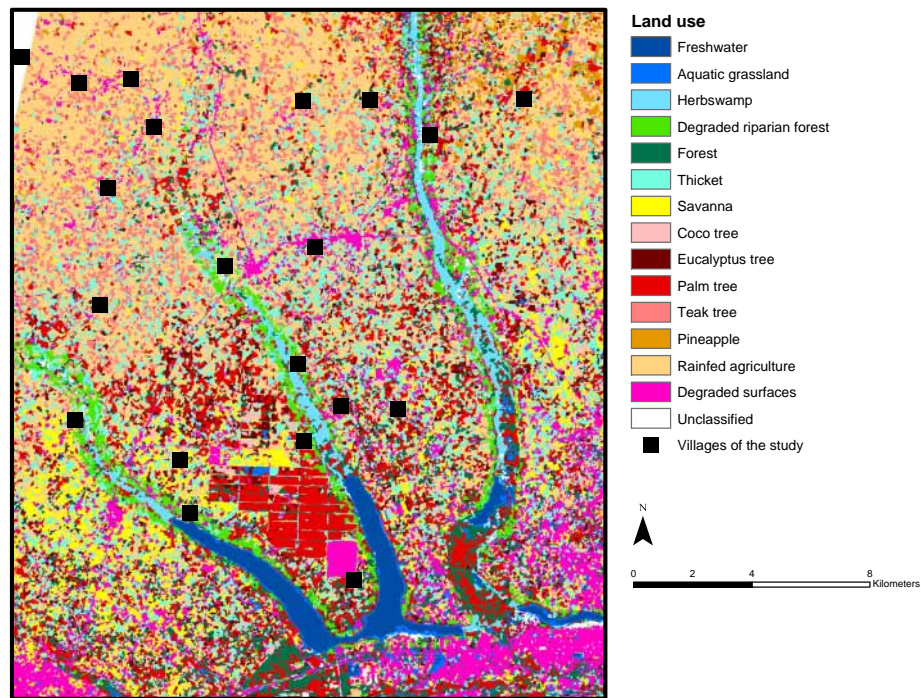 Land use
Freshwater
Aquatic grassland
Herbswamp
Degraded riparian forest
Forest
Thicket
Savanna
Coco tree
Eucalyptus tree
Palm tree
Teak tree
Pineapple
Rainfed agriculture
Degraded surfaces
Unclassified
Villages of the study
N
0 2 4 8
Kilometers